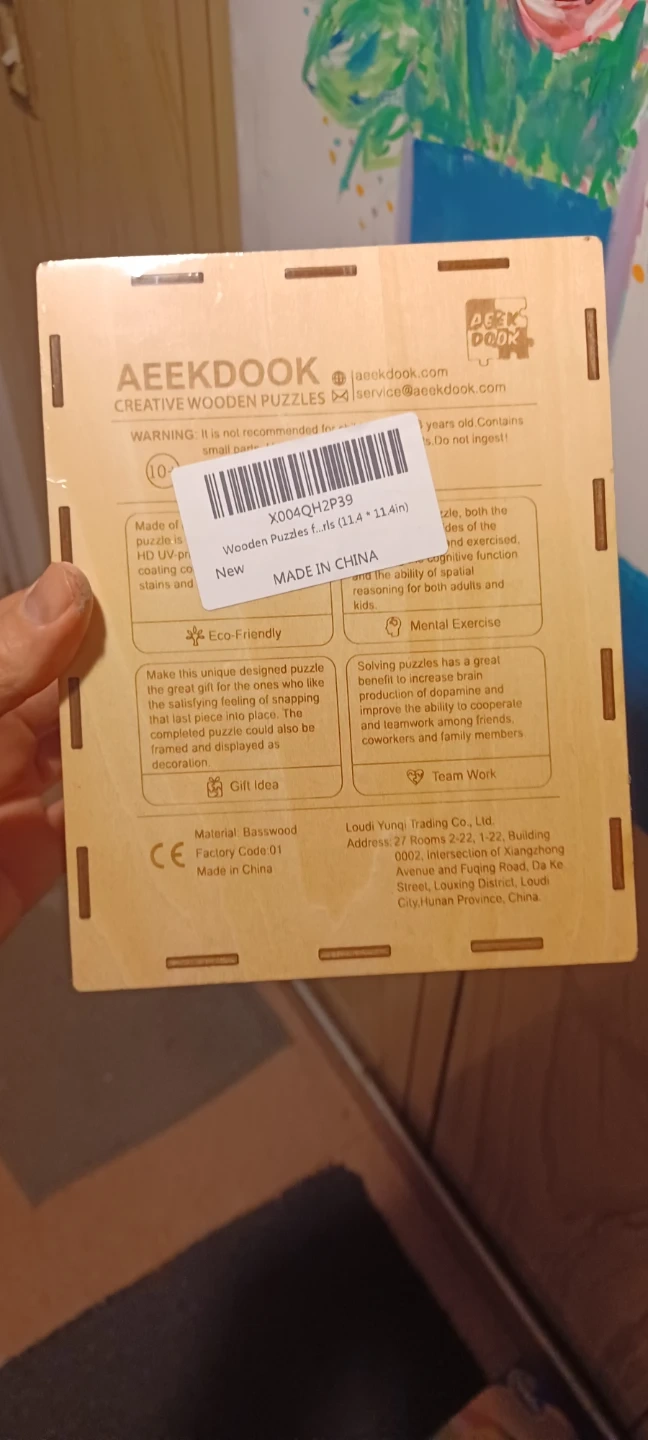 AEEK
DOOK
AEEKDOOK
CREATIVE WOODEN PUZZLES
aeekdook.com
service@aeekdook.com
WARNING: It is not recommended for years old.Contains
small Do not ingest!
X004QH2P39
Wooden Puzzles f...rls (11.4 * 11.4in)
New
MADE IN CHINA
Made of
puzzle is
HD UV-pr
coating co
stains and
Eco-Friendly
both the
des of the
nd exercised,
cognitive function
and the ability of spatial
reasoning for both adults and
kids.
Mental Exercise
Make this unique designed puzzle
the great gift for the ones who like
the satisfying feeling of snapping
that last piece into place. The
completed puzzle could also be
framed and displayed as
decoration.
Gift Idea
Solving puzzles has a great
benefit to increase brain
production of dopamine and
improve the ability to cooperate
and teamwork among friends,
coworkers and family members
Team Work
CE
Material: Basswood
Factory Code:01
Made in China
Loudi Yunqi Trading Co., Ltd.
Address: 27 Rooms 2-22, 1-22, Building
0002, Intersection of Xiangzhong
Avenue and Fuqing Road, Da Ke
Street, Louxing District, Loudi
City,Hunan Province, China.